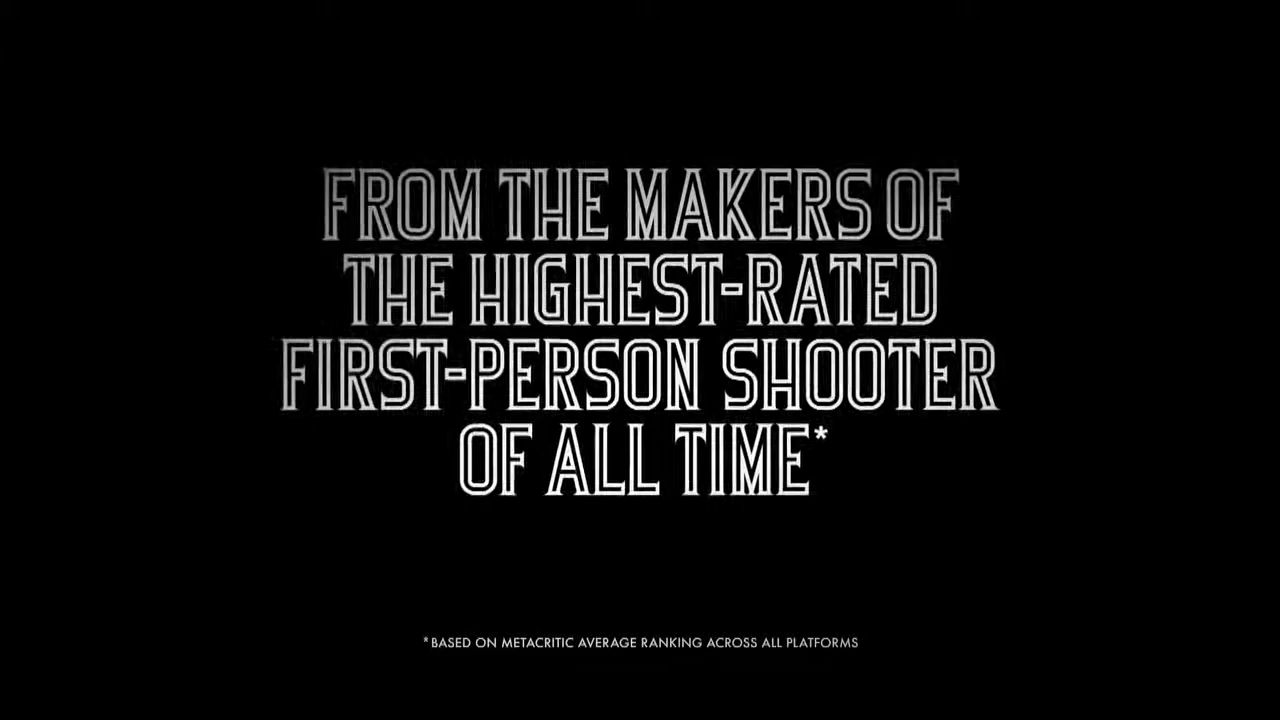 FROM THE MAKERS OF
THE HIGHEST-RATED
FIRST-PERSON SHOOTER
OF ALL TIME*
*BASED ON METACRITIC AVERAGE RANKING ACROSS ALL PLATFORMS